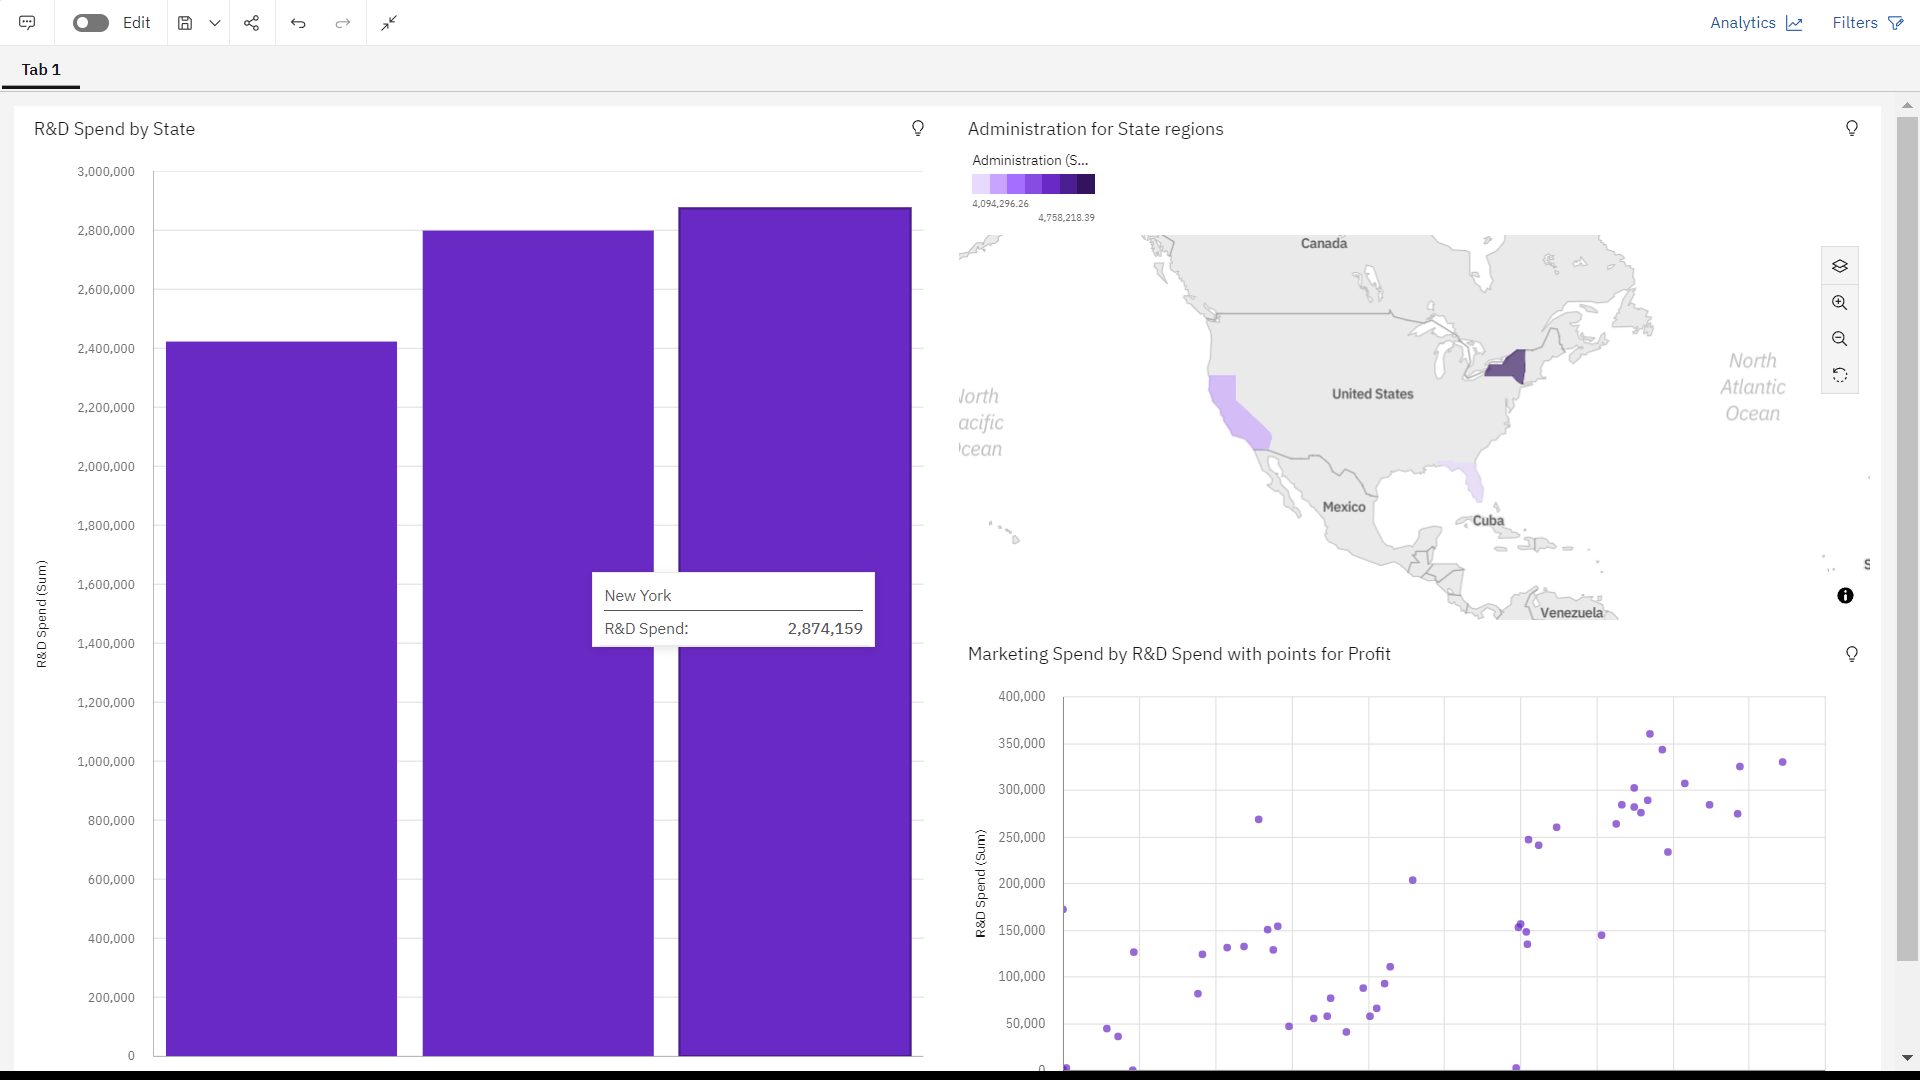 Edit
Analytics
Filters
Tab 1
R&D Spend by State
3,000,000
2,800,000
2,600,000
2,400,000
2,200,000
2,000,000
1,800,000
1,600,000
1,400,000
1,200,000
1,000,000
800,000
600,000
400,000
200,000
0
R&D Spend (Sum)
New York
R&D Spend: 2,874,159
Administration for State regions
Administration (S...
4,094,296.26
4,758,218.39
Canada
United States
Mexico
Cuba
Venezuela
North
Atlantic
Ocean
orth
acific
cean
S
Marketing Spend by R&D Spend with points for Profit
400,000
350,000
300,000
250,000
200,000
150,000
100,000
50,000
0
R&D Spend (Sum)